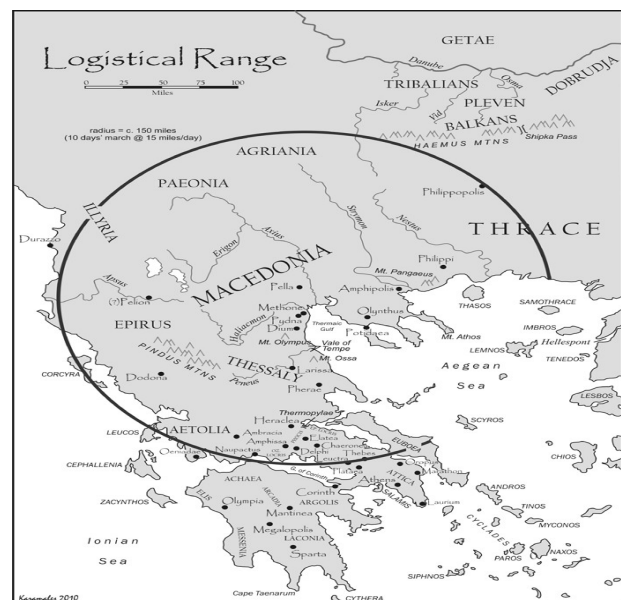 Logistical Range
0 25 50 75 100
Miles
radius = c. 150 miles
(10 days' march @ 15 miles/day)
GETAE
Danube
DOBRUDJA
TRIBALIANS
Osma
Isker
Vid
PLEVEN
BALKANS
HAEMUS MTNS
Shipka Pass
AGRIANIA
PAEONIA
Philippopolis
ILLYRIA
Strymon
Nestus
THRACE
Durazzo
Axius
Erigon
Philippi
MACEDONIA
Mt. Pangaeus
Apsus
Pella
Amphipolis
(?) Pelion
THASOS
SAMOTHRACE
Methone
Olynthus
Pydna
EPIRUS
Haliacmon
Dium
Thermaic
Gulf
Potidaea
IMBROS
Hellespont
Mt. Olympus
Vale of
Tempe
Mt. Athos
LEMNOS
TENEDOS
PINDUS MTNS
THESSALY
Mt. Ossa
CORCYRA
Larissa
Aegean
Sea
Dodona
Peneus
Pherae
LESBOS
Thermopylae
Heraclea
SCYROS
LEUCOS
AETOLIA
Ambracia
Elatea
EUBOEA
Amphissa
Chaeronea
Oeniadae
Naupactus
Delphi
Thebes
CHIOS
CEPHALLENIA
Plataea
ATTICA
Marathon
G. of Corinth
ACHAEA
Athens
ANDROS
ZACYNTHOS
ELIS
Corinth
SALAMIS
Laurium
Olympia
ARCADIA
ARGOLIS
TINOS
Mantinea
MYCONOS
Megalopolis
CYCLADES
Ionian
Sea
MESSENIA
LACONIA
PAROS
NAXOS
Sparta
SIPHNOS
Cape Taenarum
CYTHERA
Karamales 2010